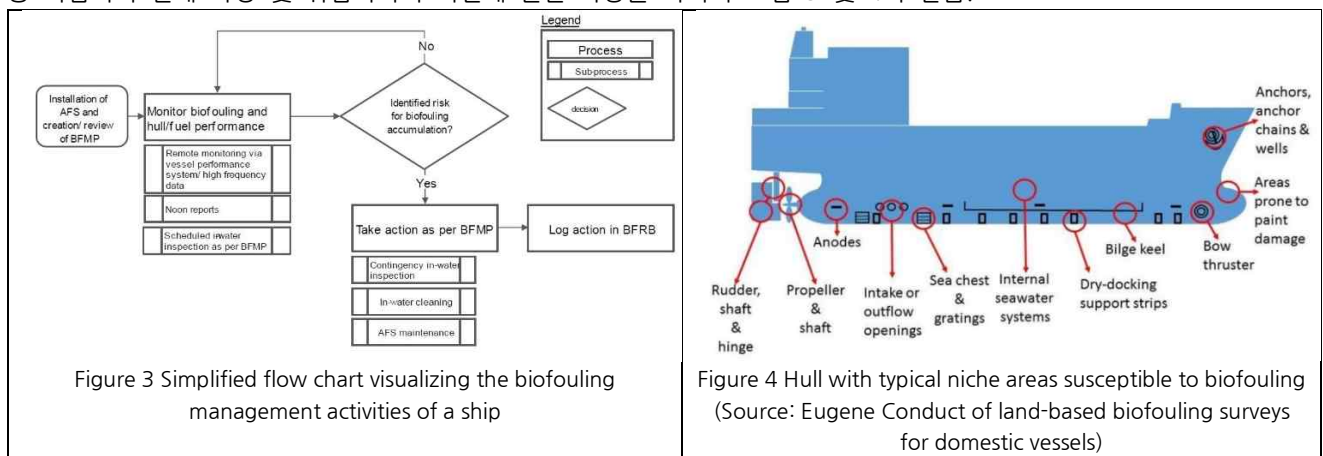 No
Installation of
AFS and
creation/ review
of BFMP
Monitor biofouling and
hull/fuel performance
Remote monitoring via
vessel performance
system/ high frequency
data
Noon reports
Scheduled in-water
inspection as per BFMP
Identified risk
for biofouling
accumulation?
Yes
Take action as per BFMP
Contingency in-water
inspection
In-water cleaning
AFS maintenance
Log action in BFRB
Legend
Process
Sub-process
decision
Figure 3 Simplified flow chart visualizing the biofouling
management activities of a ship
Anchors,
anchor
chains &
wells
Areas
prone to
paint
damage
Bow
thruster
Bilge keel
Dry-docking
support strips
Internal
seawater
systems
Sea chest
&
gratings
Intake or
outflow
openings
Anodes
Propeller
&
shaft
Rudder,
shaft
&
hinge
Figure 4 Hull with typical niche areas susceptible to biofouling
(Source: Eugene Conduct of land-based biofouling surveys
for domestic vessels)